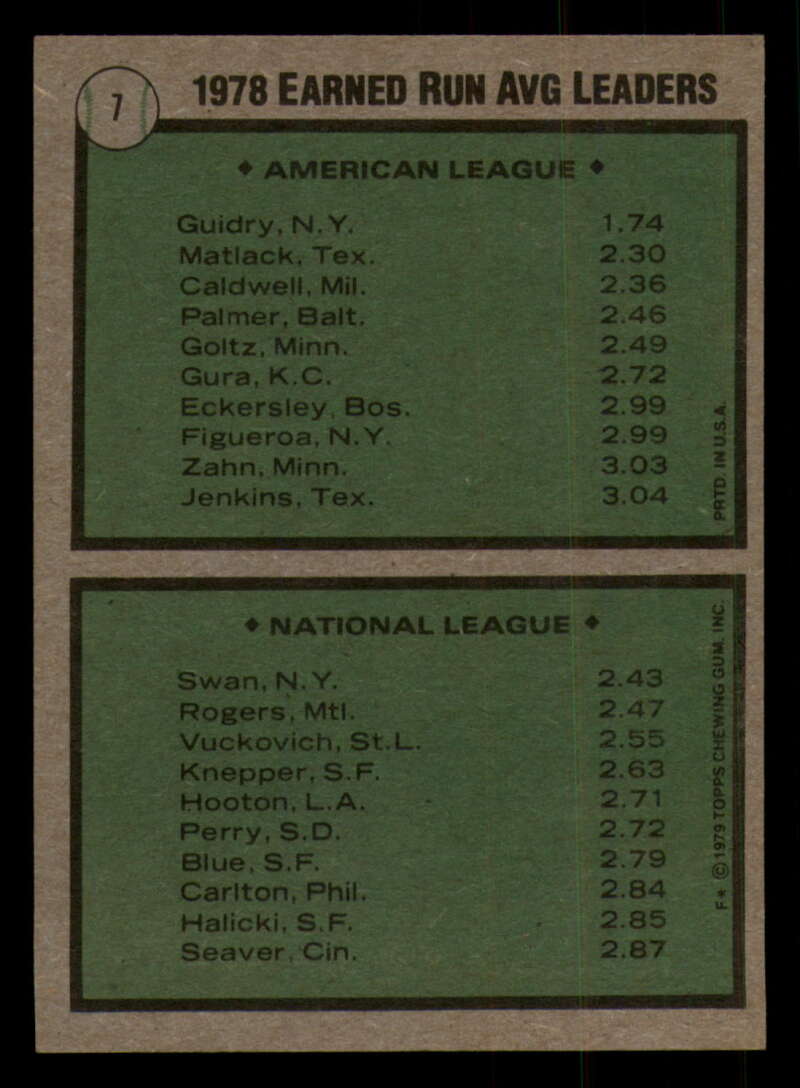 7
1978 EARNED RUN AVG LEADERS
♦ AMERICAN LEAGUE ♦
Guidry, N.Y. 1.74
Matlack, Tex. 2.30
Caldwell, Mil. 2.36
Palmer, Balt. 2.46
Goltz, Minn. 2.49
Gura, K.C. 2.72
Eckersley, Bos. 2.99
Figueroa, N.Y. 2.99
Zahn, Minn. 3.03
Jenkins, Tex. 3.04
PRTD. IN U.S.A.
♦ NATIONAL LEAGUE ♦
Swan, N.Y. 2.43
Rogers, Mtl. 2.47
Vuckovich, St.L. 2.55
Knepper, S.F. 2.63
Hooton, L.A. 2.71
Perry, S.D. 2.72
Blue, S.F. 2.79
Carlton, Phil. 2.84
Halicki, S.F. 2.85
Seaver, Cin. 2.87
F* © 1979 TOPPS CHEWING GUM, INC.